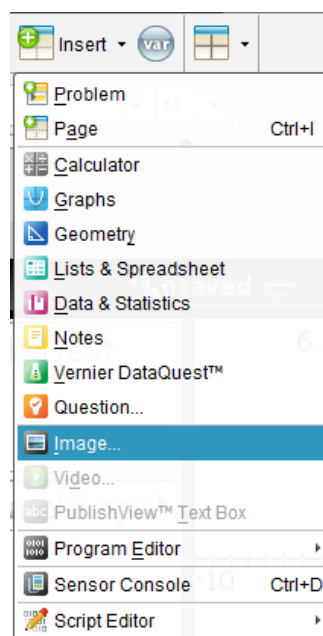 Insert
var
Problem
Page Ctrl+I
Calculator
Graphs
Geometry
Lists & Spreadsheet
Data & Statistics
Notes
Vernier DataQuest™
Question...
Image...
Video...
abc PublishView™ Text Box
Program Editor
Sensor Console Ctrl+D
Script Editor